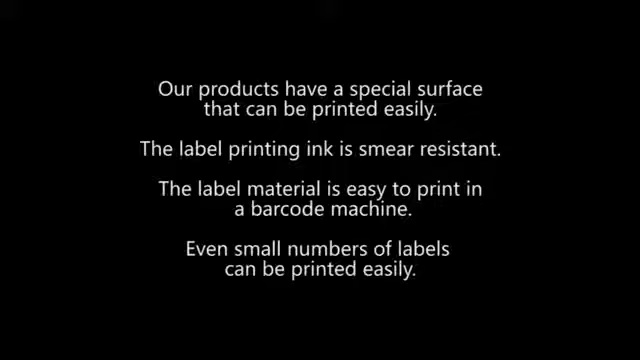 Our products have a special surface
that can be printed easily.
The label printing ink is smear resistant.
The label material is easy to print in
a barcode machine.
Even small numbers of labels
can be printed easily.